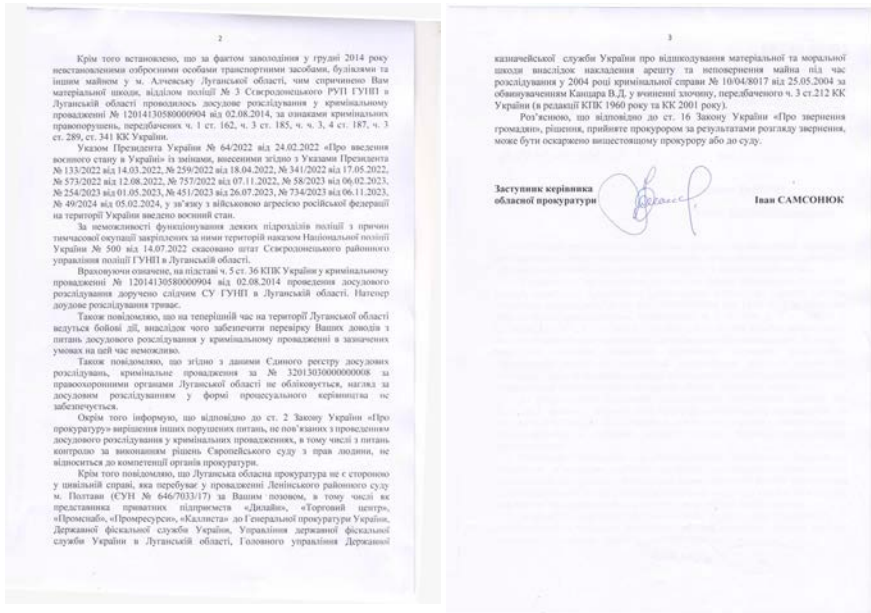 2
Крім того встановлено, що за фактом заволодіння у грудні 2014 року
невстановленими озброєними особами транспортними засобами, будівлями та
іншим майном у м. Алчевську Луганської області, чим спричинено Вам
матеріальної шкоди, відділом поліції № 3 Сєвєродонецького РУП ГУНП в
Луганській області проводилось досудове розслідування у кримінальному
провадженні № 12014130580000904 від 02.08.2014, за ознаками кримінальних
правопорушень, передбачених ч. 1 ст. 162, ч. 3 ст. 185, ч. ч. 3, 4 ст. 187, ч. 3
ст. 289, ст. 341 КК України.
Указом Президента України № 64/2022 від 24.02.2022 «Про введення
воєнного стану в Україні» із змінами, внесеними згідно з Указами Президента
№ 133/2022 від 14.03.2022, № 259/2022 від 18.04.2022, № 341/2022 від 17.05.2022,
№ 573/2022 від 12.08.2022, № 757/2022 від 07.11.2022, № 58/2023 від 06.02.2023,
№ 254/2023 від 01.05.2023, № 451/2023 від 26.07.2023, № 734/2023 від 06.11.2023,
№ 49/2024 від 05.02.2024, у зв’язку з військовою агресією російської федерації
на території України введено воєнний стан.
За неможливості функціонування деяких підрозділів поліції з причин
тимчасової окупації закріплених за ними територій наказом Національної поліції
України № 500 від 14.07.2022 скасовано штат Сєвєродонецького районного
управління поліції ГУНП в Луганській області.
Враховуючи означене, на підставі ч. 5 ст. 36 КПК України у кримінальному
провадженні № 12014130580000904 від 02.08.2014 проведення досудового
розслідування доручено слідчим СУ ГУНП в Луганській області. Натепер
доудове розслідування триває.
Також повідомляю, що на теперішній час на території Луганської області
ведуться бойові дії, внаслідок чого забезпечити перевірку Ваших доводів з
питань досудового розслідування у кримінальному провадженні в зазначених
умовах на цей час неможливо.
Також повідомляємо, що згідно з даними Єдиного реєстру досудових
розслідувань, кримінальне провадження за № 32013030000000008 за
правоохоронними органами Луганської області не обліковується, нагляд за
досудовим розслідуванням у формі процесуального керівництва не
забезпечується.
Окрім того інформую, що відповідно до ст. 2 Закону України «Про
прокуратуру» вирішення інших порушених питань, не пов’язаних з проведенням
досудового розслідування у кримінальних провадженнях, в тому числі з питань
контролю за виконанням рішень Європейського суду з прав людини, не
відноситься до компетенції органів прокуратури.
Крім того повідомляю, що Луганська обласна прокуратура не є стороною
у цивільній справі, яка перебуває у провадженні Ленінського районного суду
м. Полтави (ЄУН № 646/7033/17) за Вашим позовом, в тому числі як
представника приватних підприємств «Дилайн», «Торговий центр»,
«Промснаб», «Промресурси», «Каллиста» до Генеральної прокуратури України,
Державної фіскальної служби України, Управління державної фіскальної
служби України в Луганській області, Головного управління Державної
3
казначейської служби України про відшкодування матеріальної та моральної
шкоди внаслідок накладення арешту та неповернення майна під час
розслідування у 2004 році кримінальної справи № 10/04/8017 від 25.05.2004 за
обвинуваченням Канцара В.Д. у вчиненні злочину, передбаченого ч. 3 ст.212 КК
України (в редакції КПК 1960 року та КК 2001 року).
Роз’яснюю, що відповідно до ст. 16 Закону України «Про звернення
громадян», рішення, прийняте прокурором за результатами розгляду звернення,
може бути оскаржено вищестоящому прокурору або до суду.
Заступник керівника
обласної прокуратури Іван САМСОНЮК